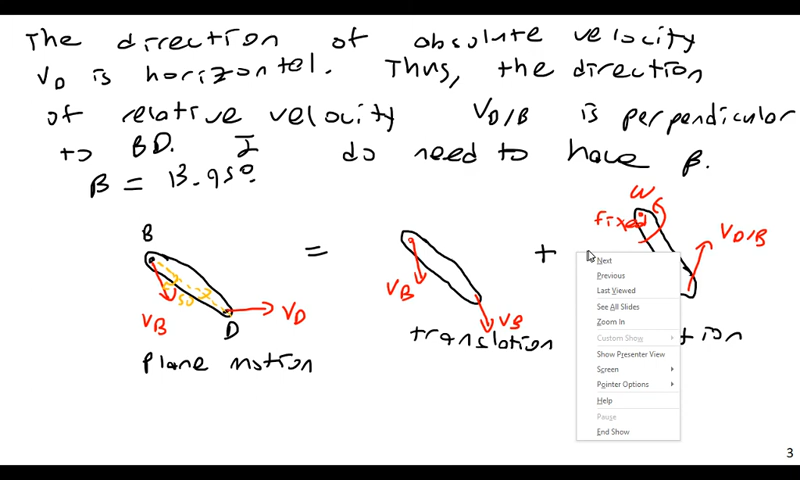 The dirrection of absolute velocity
VD is horizontal. Thus, the direction
of relative velocity VD/B is perpendicular
to BD. I do need to have β.
β = 13.95°
B
=
+
ω
fixed
VD/B
VB
VD
D
VB
VB
plane motion
translation
Next
Previous
Last Viewed
See All Slides
Zoom In
Custom Show
Show Presenter View
Screen
Pointer Options
Help
Pause
End Show
3